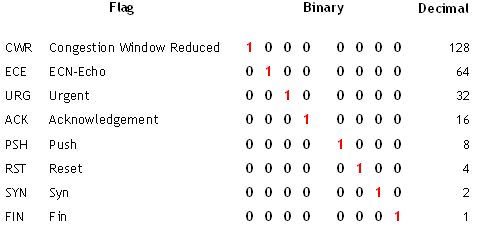 Flag Binary Decimal
CWR Congestion Window Reduced 1 0 0 0 0 0 0 0 128
ECE ECN-Echo 0 1 0 0 0 0 0 0 64
URG Urgent 0 0 1 0 0 0 0 0 32
ACK Acknowledgement 0 0 0 1 0 0 0 0 16
PSH Push 0 0 0 0 1 0 0 0 8
RST Reset 0 0 0 0 0 1 0 0 4
SYN Syn 0 0 0 0 0 0 1 0 2
FIN Fin 0 0 0 0 0 0 0 1 1